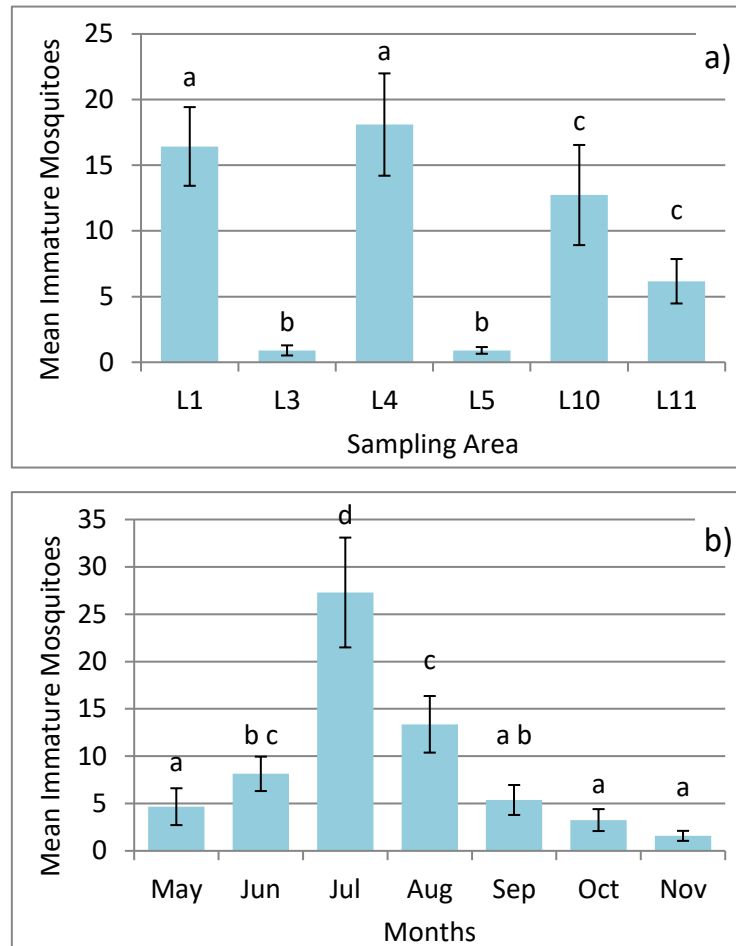 a)
Mean Immature Mosquitoes
25
20
15
10
5
0
a
b
a
b
c
c
L1 L3 L4 L5 L10 L11
Sampling Area
b)
Mean Immature Mosquitoes
35
30
25
20
15
10
5
0
a
b c
d
c
a b
a
a
May Jun Jul Aug Sep Oct Nov
Months